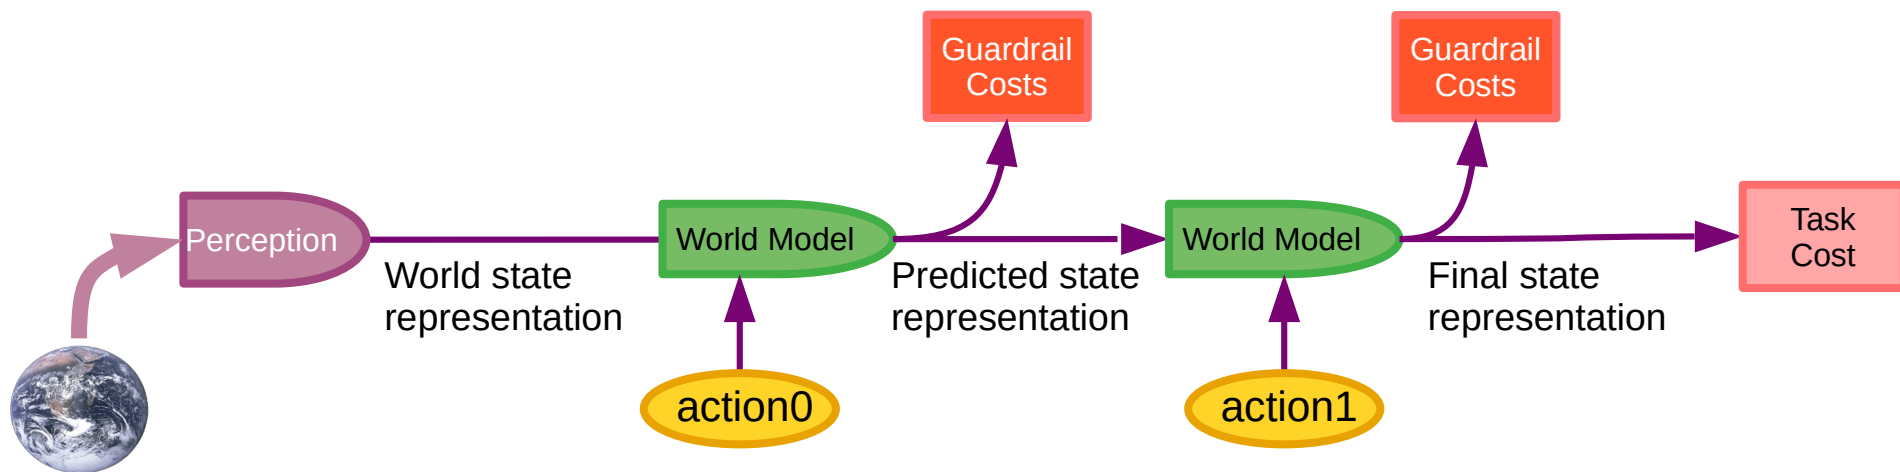 Guardrail
Costs
Guardrail
Costs
Perception
World Model
World Model
Task
Cost
World state
representation
Predicted state
representation
Final state
representation
action0
action1